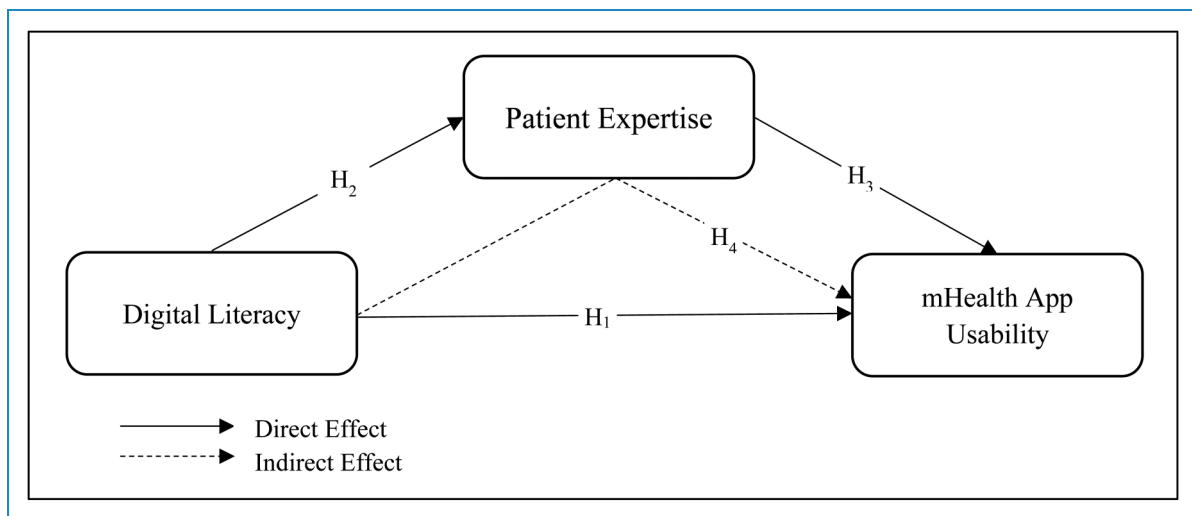 Patient Expertise
H2
H3
H4
Digital Literacy
H1
mHealth App
Usability
Direct Effect
Indirect Effect